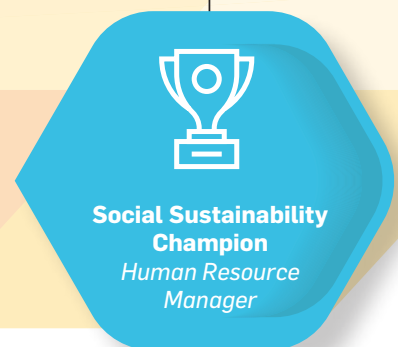 Social Sustainability
Champion
Human Resource
Manager